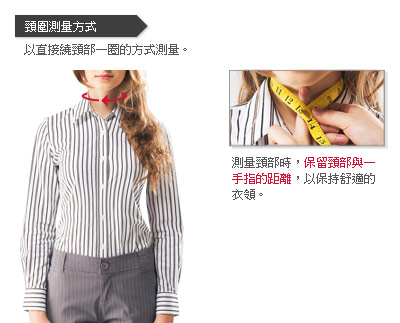 頸圍測量方式
以直接繞頸部一圈的方式測量。
測量頸部時，保留頸部與一
手指的距離，以保持舒適的
衣領。